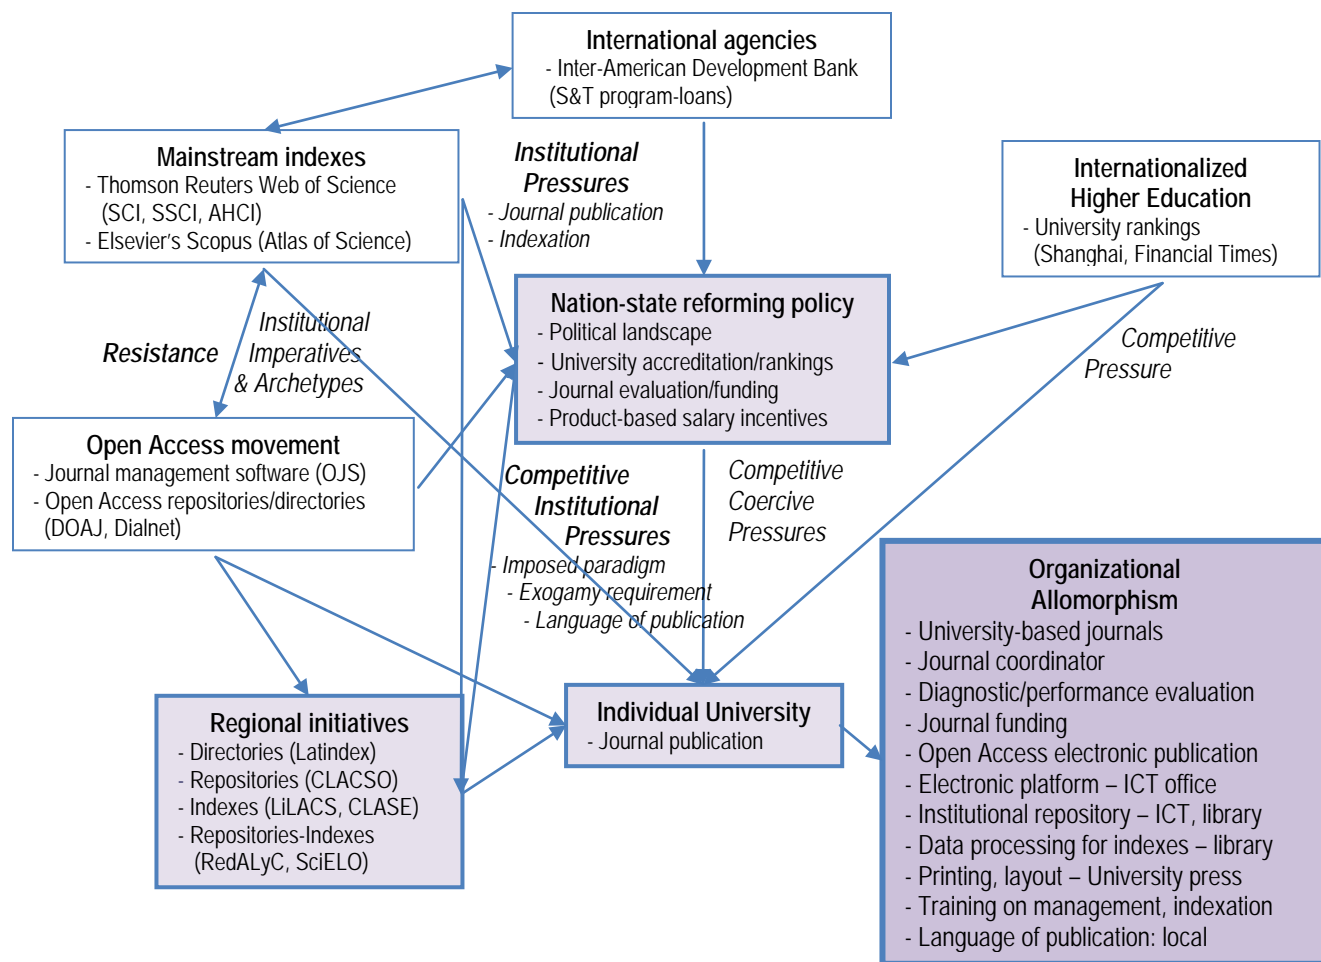 International agencies
- Inter-American Development Bank
(S&T program-loans)
Mainstream indexes
- Thomson Reuters Web of Science
(SCI, SSCI, AHCI)
- Elsevier's Scopus (Atlas of Science)
Institutional
Pressures
- Journal publication
- Indexation
Internationalized
Higher Education
- University rankings
(Shanghai, Financial Times)
Nation-state reforming policy
- Political landscape
- University accreditation/rankings
- Journal evaluation/funding
- Product-based salary incentives
Resistance
Institutional
Imperatives
& Archetypes
Competitive
Pressure
Open Access movement
- Journal management software (OJS)
- Open Access repositories/directories
(DOAJ, Dialnet)
Competitive
Institutional
Pressures
- Imposed paradigm
- Exogamy requirement
- Language of publication
Competitive
Coercive
Pressures
Regional initiatives
- Directories (Latindex)
- Repositories (CLACSO)
- Indexes (LiLACS, CLASE)
- Repositories-Indexes
(RedALyC, SciELO)
Individual University
- Journal publication
Organizational
Allomorphism
- University-based journals
- Journal coordinator
- Diagnostic/performance evaluation
- Journal funding
- Open Access electronic publication
- Electronic platform – ICT office
- Institutional repository – ICT, library
- Data processing for indexes – library
- Printing, layout – University press
- Training on management, indexation
- Language of publication: local